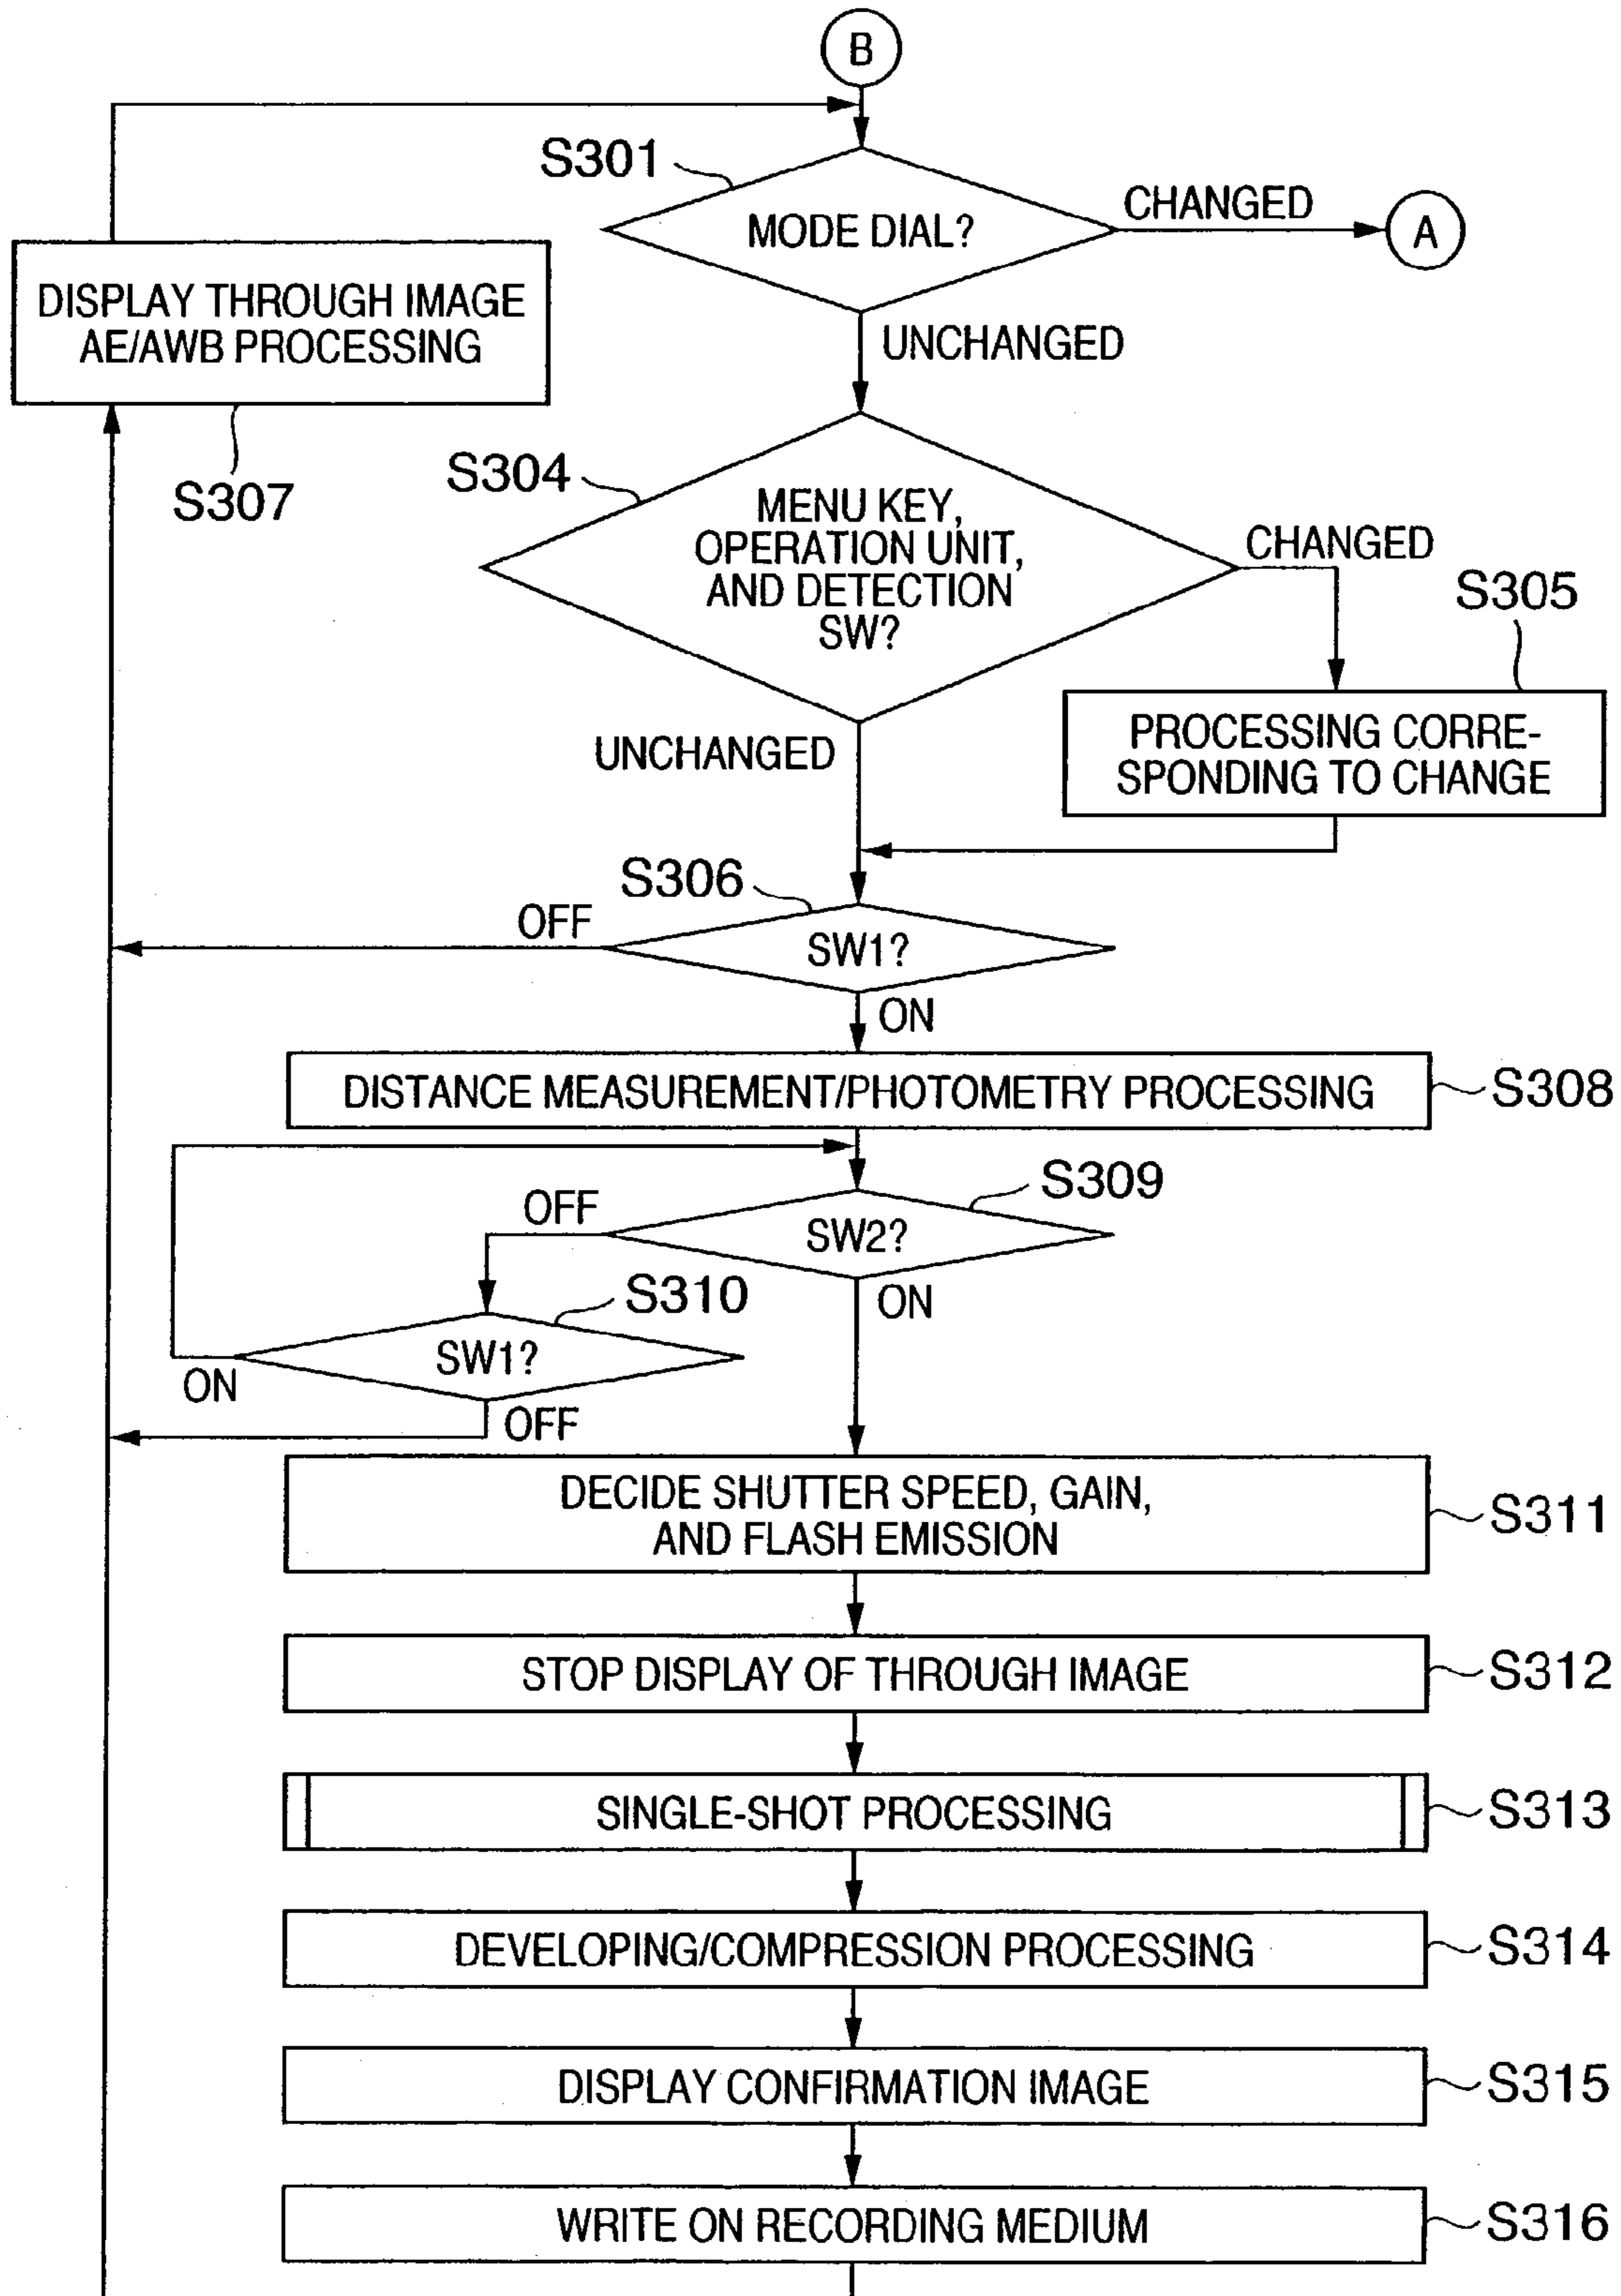 B
S301
MODE DIAL?
CHANGED
A
DISPLAY THROUGH IMAGE
AE/AWB PROCESSING
S307
UNCHANGED
S304
MENU KEY,
OPERATION UNIT,
AND DETECTION
SW?
CHANGED
S305
PROCESSING CORRE-
SPONDING TO CHANGE
UNCHANGED
S306
OFF
SW1?
ON
DISTANCE MEASUREMENT/PHOTOMETRY PROCESSING
S308
S309
OFF
SW2?
ON
S310
SW1?
ON
OFF
DECIDE SHUTTER SPEED, GAIN,
AND FLASH EMISSION
S311
STOP DISPLAY OF THROUGH IMAGE
S312
SINGLE-SHOT PROCESSING
S313
DEVELOPING/COMPRESSION PROCESSING
S314
DISPLAY CONFIRMATION IMAGE
S315
WRITE ON RECORDING MEDIUM
S316